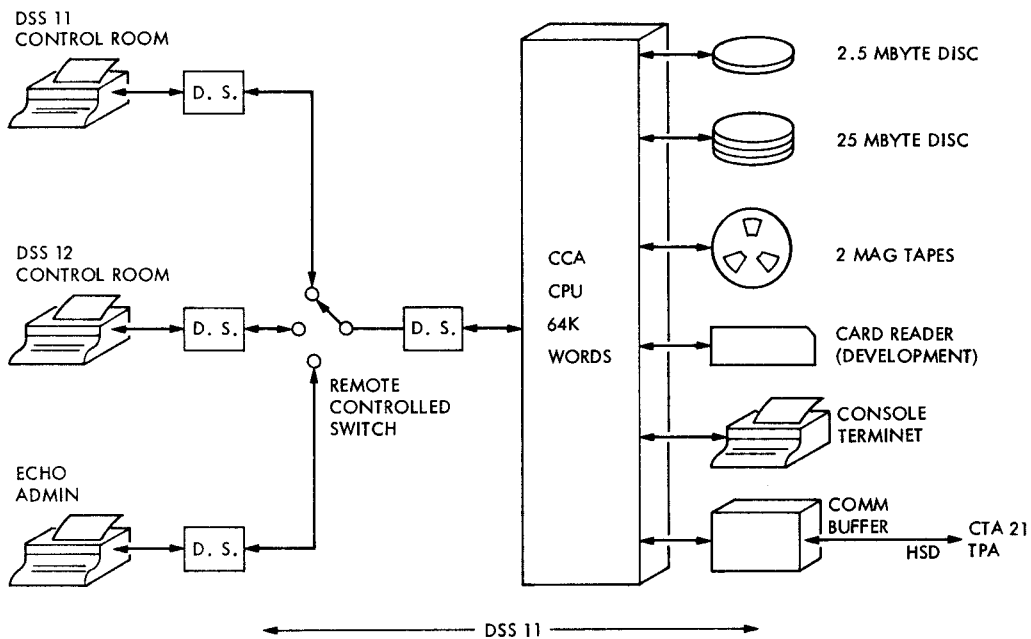 DSS 11
CONTROL ROOM
D. S.
DSS 12
CONTROL ROOM
D. S.
ECHO
ADMIN
D. S.
REMOTE
CONTROLLED
SWITCH
D. S.
CCA
CPU
64K
WORDS
2.5 MBYTE DISC
25 MBYTE DISC
2 MAG TAPES
CARD READER
(DEVELOPMENT)
CONSOLE
TERMINET
COMM
BUFFER
HSD
CTA 21
TPA
DSS 11